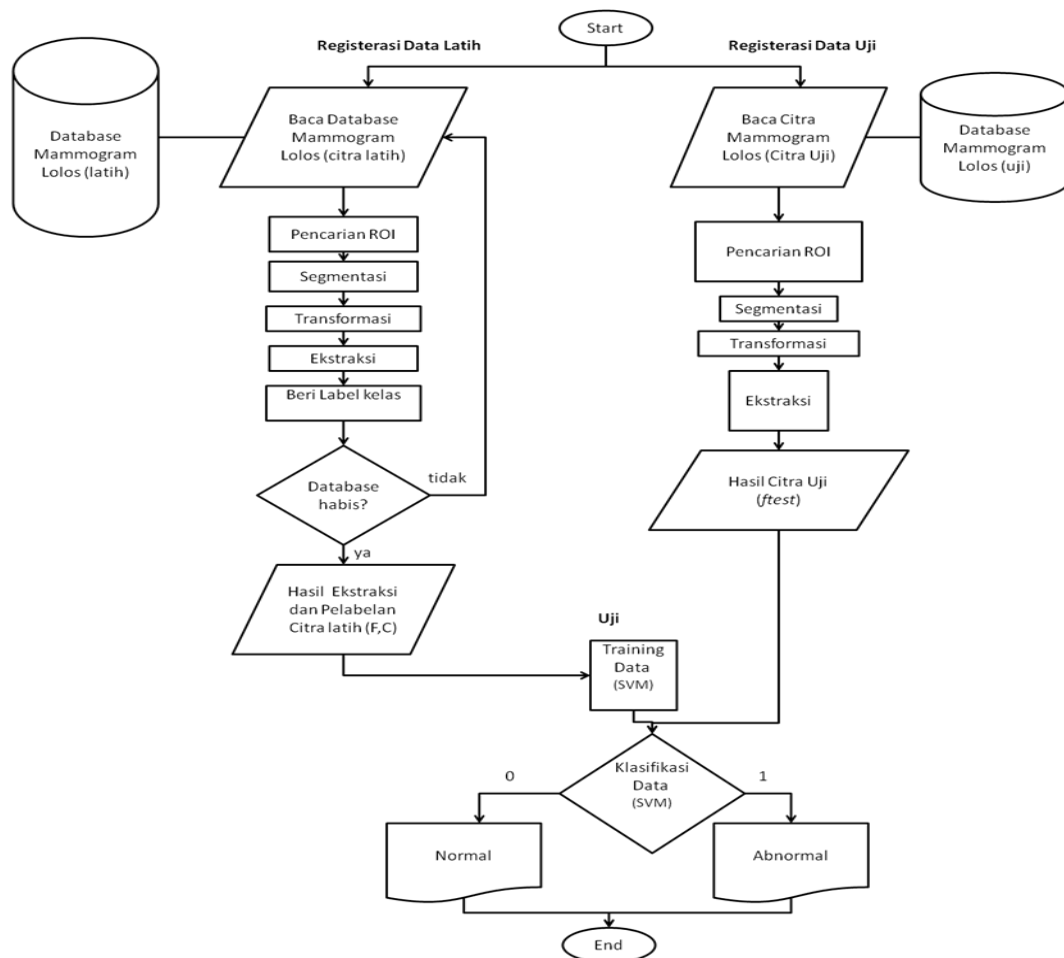 Start
Registerasi Data Latih
Registerasi Data Uji
Database
Mammogram
Lolos (latih)
Baca Database
Mammogram
Lolos (citra latih)
Pencarian ROI
Segmentasi
Transformasi
Ekstraksi
Beri Label kelas
Database
habis?
tidak
ya
Hasil Ekstraksi
dan Pelabelan
Citra latih (F,C)
Baca Citra
Mammogram
Lolos (Citra Uji)
Database
Mammogram
Lolos (uji)
Pencarian ROI
Segmentasi
Transformasi
Ekstraksi
Hasil Citra Uji
(ftest)
Uji
Training
Data
(SVM)
Klasifikasi
Data
(SVM)
0
1
Normal
Abnormal
End